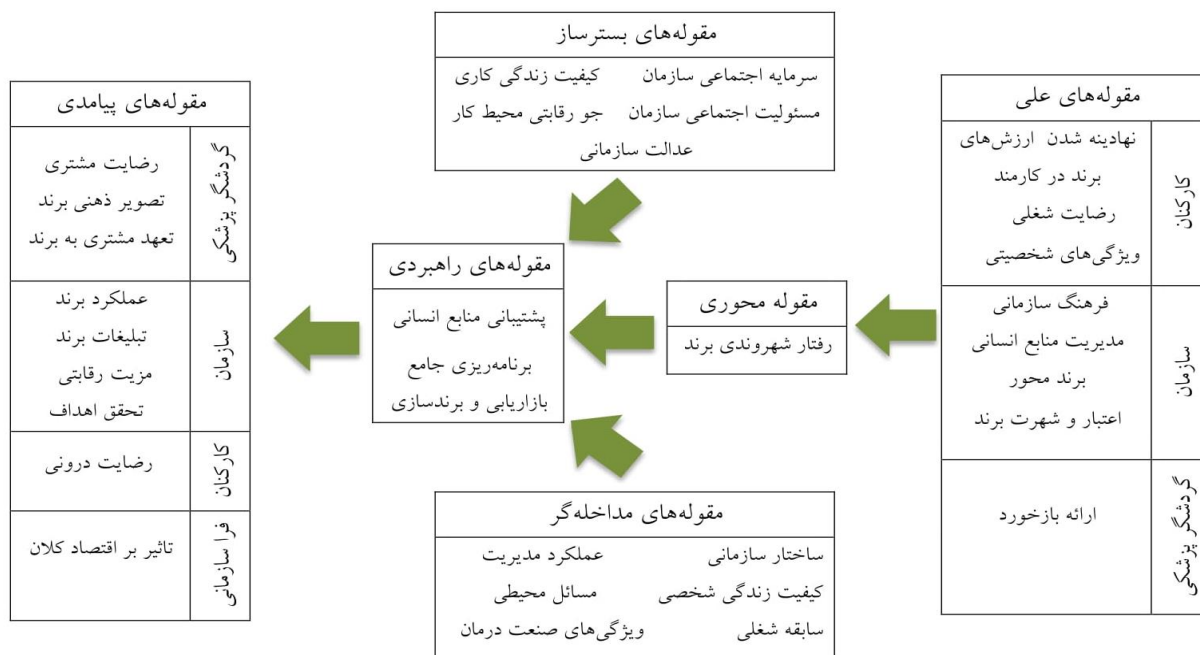 مقوله‌های علی
کارکنان
نهادینه شدن ارزش‌های
برند در کارمند
رضایت شغلی
ویژگی‌های شخصیتی
سازمان
فرهنگ سازمانی
مدیریت منابع انسانی
برند محور
اعتبار و شهرت برند
گردشگر پزشکی
ارائه بازخورد
مقوله محوری
رفتار شهروندی برند
مقوله‌های بسترساز
سرمایه اجتماعی سازمان کیفیت زندگی کاری
مسئولیت اجتماعی سازمان جو رقابتی محیط کار
عدالت سازمانی
مقوله‌های راهبردی
پشتیبانی منابع انسانی
برنامه‌ریزی جامع
بازاریابی و برندسازی
مقوله‌های مداخله‌گر
ساختار سازمانی عملکرد مدیریت
کیفیت زندگی شخصی مسائل محیطی
سابقه شغلی ویژگی‌های صنعت درمان
مقوله‌های پیامدی
گردشگر پزشکی
رضایت مشتری
تصویر ذهنی برند
تعهد مشتری به برند
سازمان
عملکرد برند
تبلیغات برند
مزیت رقابتی
تحقق اهداف
کارکنان
رضایت درونی
فرا سازمانی
تاثیر بر اقتصاد کلان